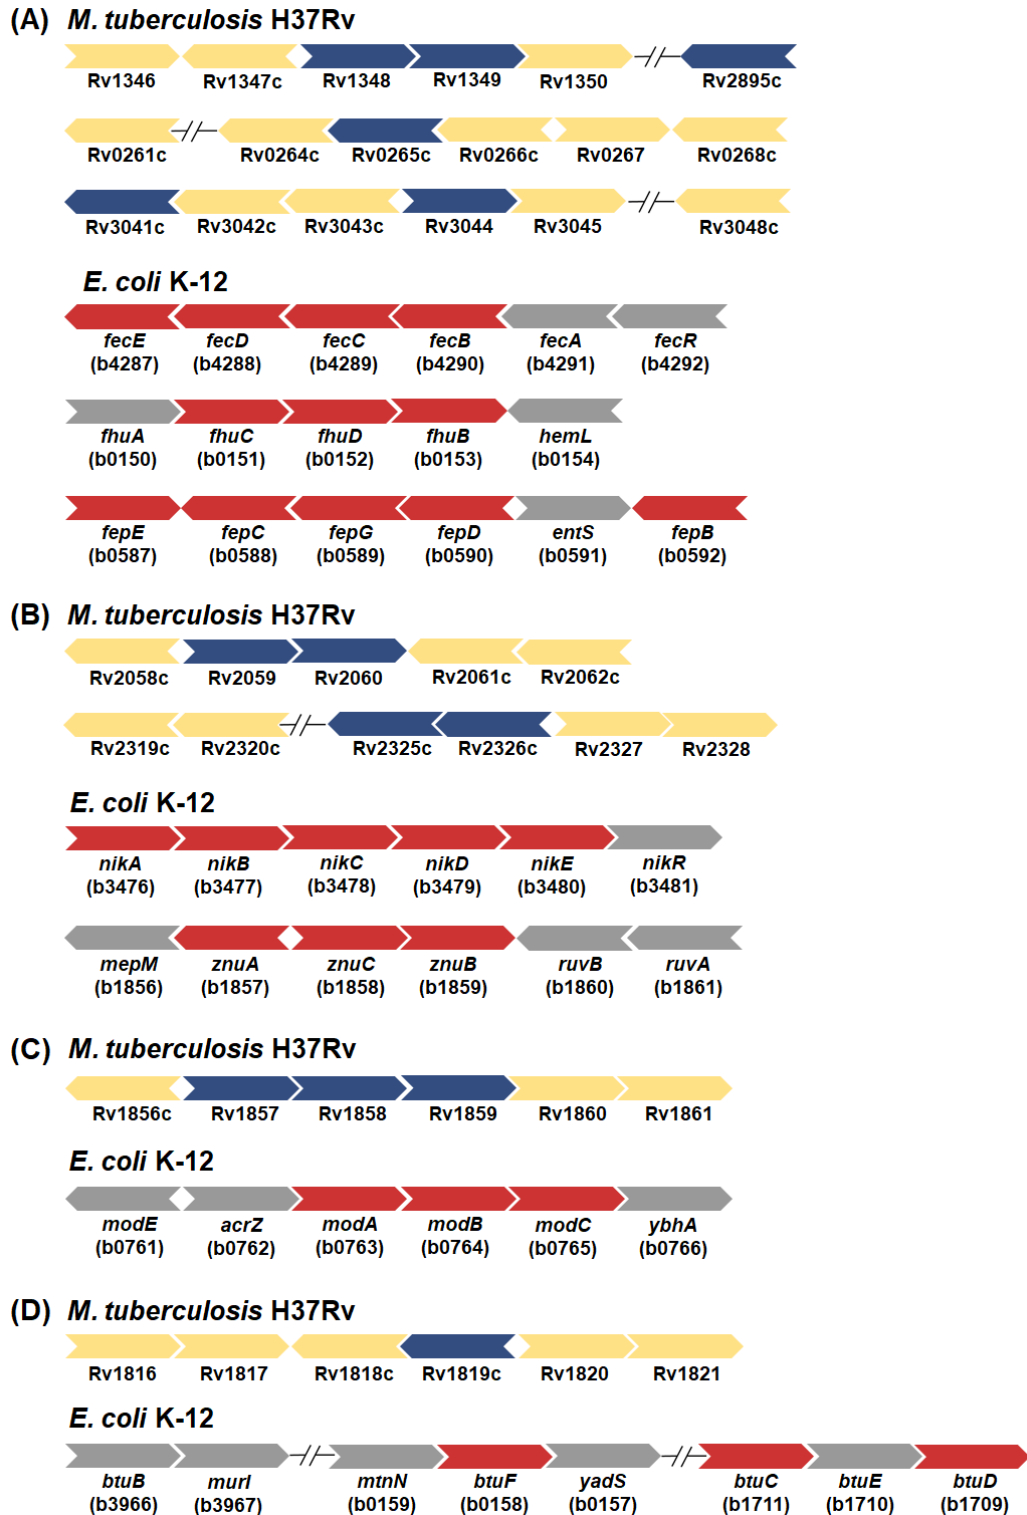 (A) M. tuberculosis H37Rv
Rv1346 Rv1347c Rv1348 Rv1349 Rv1350 Rv2895c
Rv0261c Rv0264c Rv0265c Rv0266c Rv0267 Rv0268c
Rv3041c Rv3042c Rv3043c Rv3044 Rv3045 Rv3048c
E. coli K-12
fecE fecD fecC fecB fecA fecR
(b4287) (b4288) (b4289) (b4290) (b4291) (b4292)
fhuA fhuC fhuD fhuB hemL
(b0150) (b0151) (b0152) (b0153) (b0154)
fepE fepC fepG fepD entS fepB
(b0587) (b0588) (b0589) (b0590) (b0591) (b0592)
(B) M. tuberculosis H37Rv
Rv2058c Rv2059 Rv2060 Rv2061c Rv2062c
Rv2319c Rv2320c Rv2325c Rv2326c Rv2327 Rv2328
E. coli K-12
nikA nikB nikC nikD nikE nikR
(b3476) (b3477) (b3478) (b3479) (b3480) (b3481)
mepM znuA znuC znuB ruvB ruvA
(b1856) (b1857) (b1858) (b1859) (b1860) (b1861)
(C) M. tuberculosis H37Rv
Rv1856c Rv1857 Rv1858 Rv1859 Rv1860 Rv1861
E. coli K-12
modE acrZ modA modB modC ybhA
(b0761) (b0762) (b0763) (b0764) (b0765) (b0766)
(D) M. tuberculosis H37Rv
Rv1816 Rv1817 Rv1818c Rv1819c Rv1820 Rv1821
E. coli K-12
btuB murI mtnN btuF yadS btuC btuE btuD
(b3966) (b3967) (b0159) (b0158) (b0157) (b1711) (b1710) (b1709)